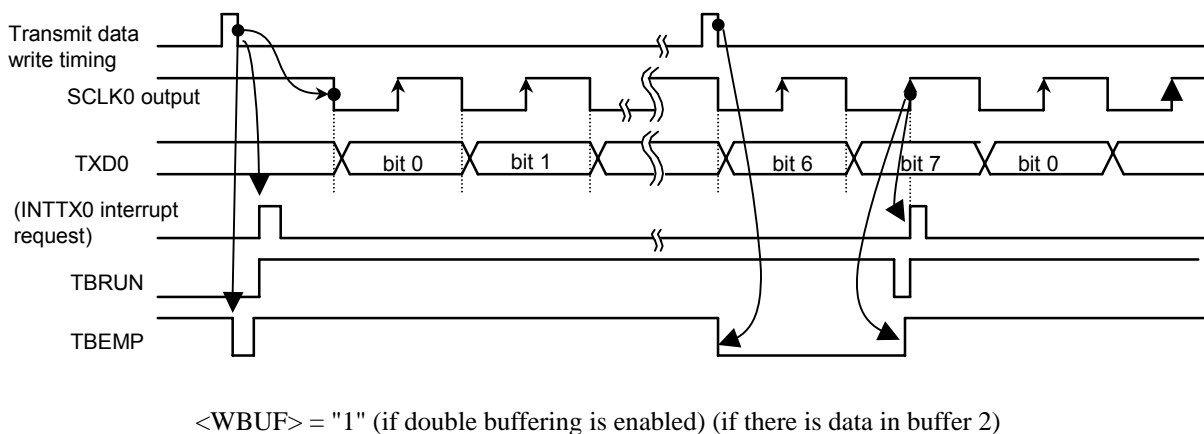 Transmit data
write timing
SCLK0 output
TXD0
bit 0
bit 1
bit 6
bit 7
bit 0
(INTTX0 interrupt
request)
TBRUN
TBEMP
<WBUF> = "1" (if double buffering is enabled) (if there is data in buffer 2)